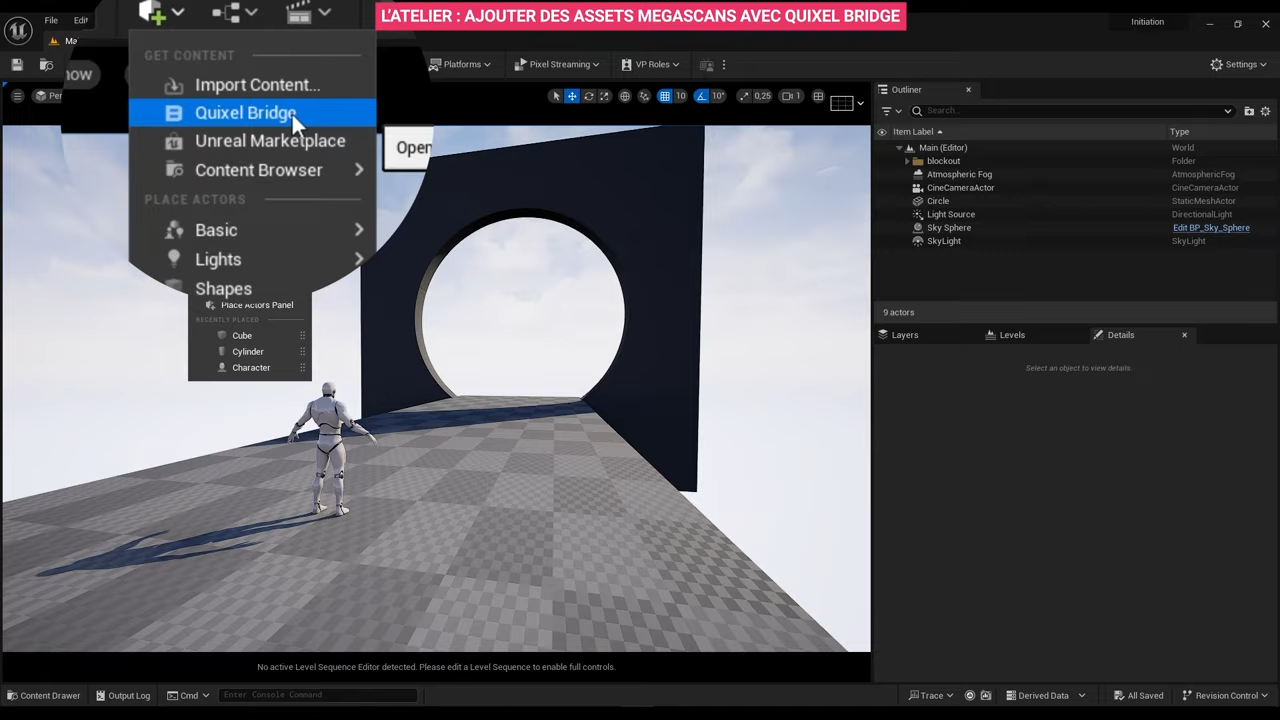 L'ATELIER : AJOUTER DES ASSETS MEGASCANS AVEC QUIXEL BRIDGE
File
Initiation
Platforms
Pixel Streaming
VP Roles
Settings
GET CONTENT
Import Content...
Quixel Bridge
Unreal Marketplace
Content Browser
PLACE ACTORS
Basic
Lights
Shapes
Place Actors Panel
RECENTLY PLACED
Cube
Cylinder
Character
10
10°
0,25
1
Outliner
Search...
Item Label
Type
Main (Editor)
World
blockout
Folder
Atmospheric Fog
AtmosphericFog
CineCameraActor
CineCameraActor
Circle
StaticMeshActor
Light Source
DirectionalLight
Sky Sphere
Edit BP_Sky_Sphere
SkyLight
SkyLight
9 actors
Layers
Levels
Details
Select an object to view details.
No active Level Sequence Editor detected. Please edit a Level Sequence to enable full controls.
Content Drawer
Output Log
Cmd
Enter Console Command
Trace
Derived Data
All Saved
Revision Control